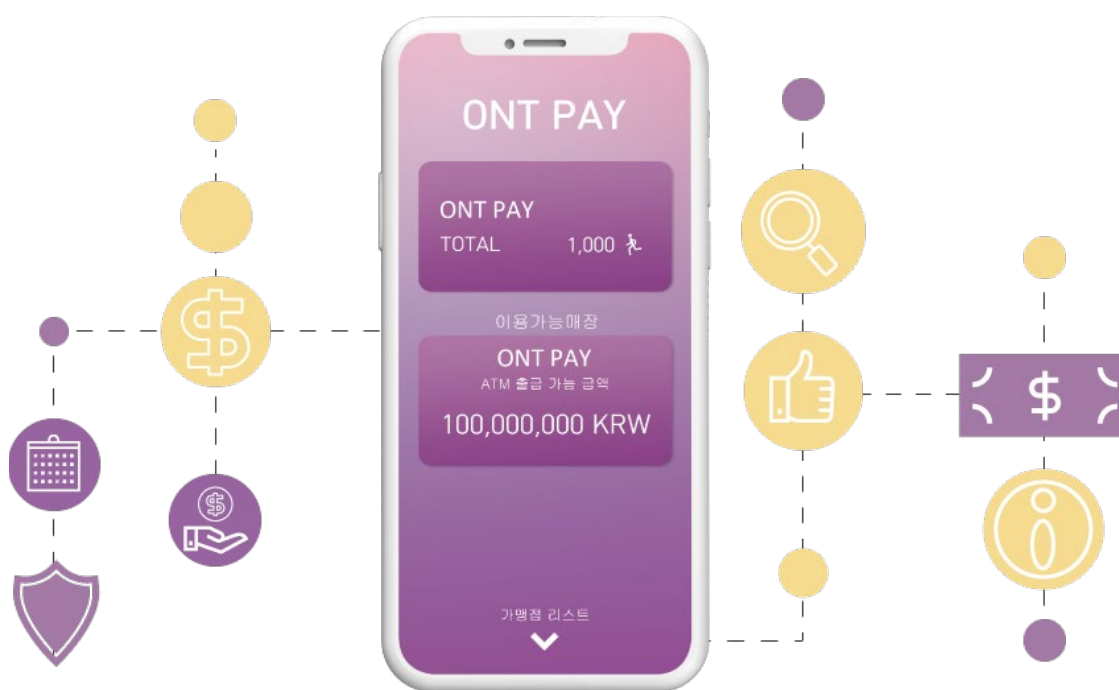 ONT PAY
ONT PAY
TOTAL 1,000
이용가능매장
ONT PAY
ATM 출금 가능 금액
100,000,000 KRW
가맹점 리스트